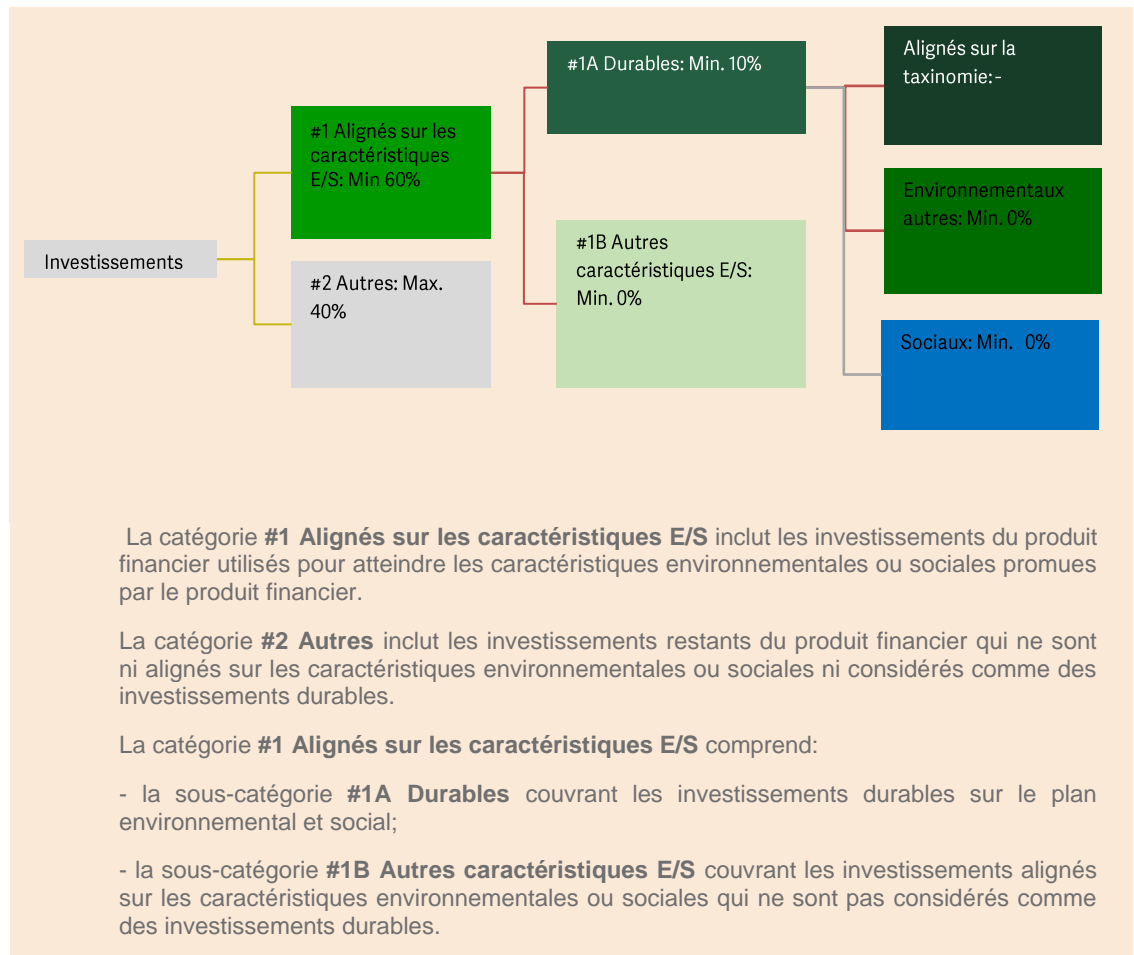 Investissements
#1 Alignés sur les
caractéristiques
E/S: Min 60%
#2 Autres: Max.
40%
#1A Durables: Min. 10%
#1B Autres
caractéristiques E/S:
Min. 0%
Alignés sur la
taxinomie:-
Environnementaux
autres: Min. 0%
Sociaux: Min. 0%
La catégorie #1 Alignés sur les caractéristiques E/S inclut les investissements du produit
financier utilisés pour atteindre les caractéristiques environnementales ou sociales promues
par le produit financier.
La catégorie #2 Autres inclut les investissements restants du produit financier qui ne sont
ni alignés sur les caractéristiques environnementales ou sociales ni considérés comme des
investissements durables.
La catégorie #1 Alignés sur les caractéristiques E/S comprend:
- la sous-catégorie #1A Durables couvrant les investissements durables sur le plan
environnemental et social;
- la sous-catégorie #1B Autres caractéristiques E/S couvrant les investissements alignés
sur les caractéristiques environnementales ou sociales qui ne sont pas considérés comme
des investissements durables.